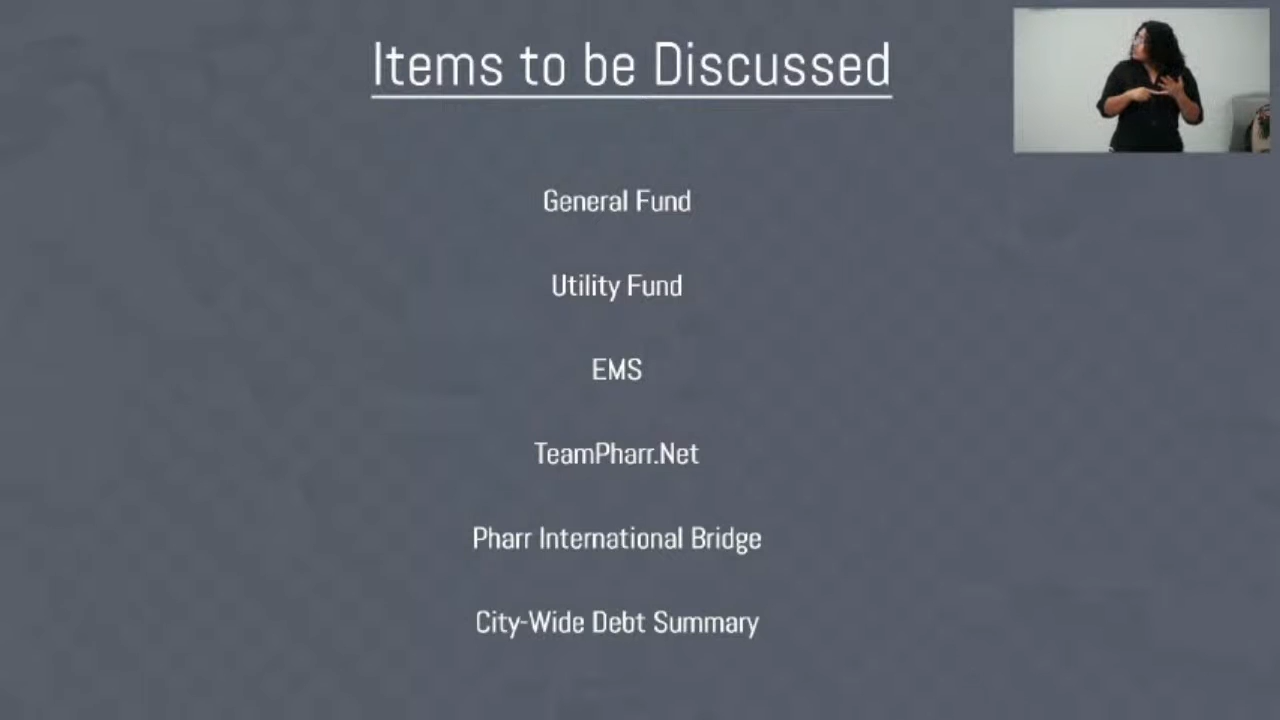 Items to be Discussed
General Fund
Utility Fund
EMS
TeamPharr.Net
Pharr International Bridge
City-Wide Debt Summary